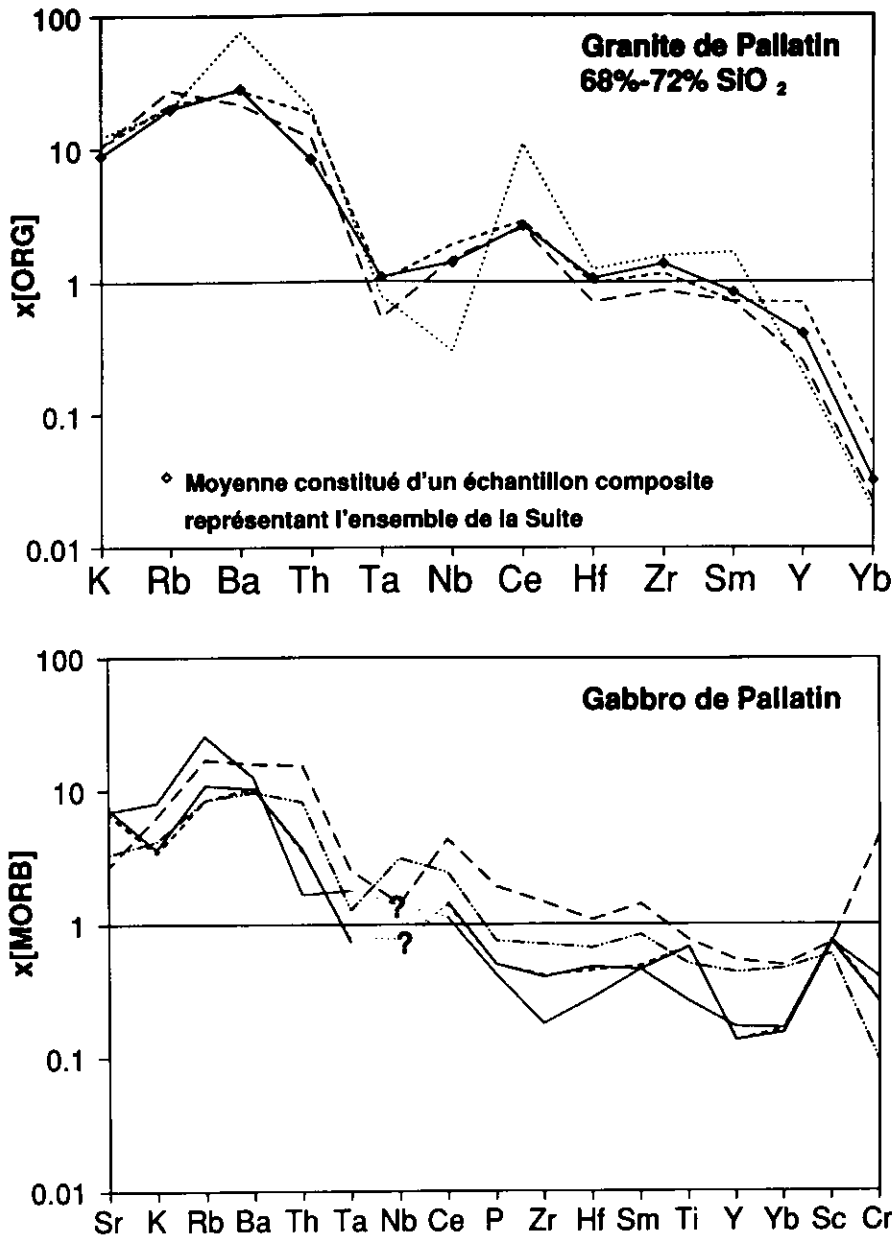 Granite de Pallatin
68%-72% SiO 2
100
10
1
0.1
0.01
x[ORG]
Moyenne constitué d'un échantillon composite
représentant l'ensemble de la Suite
K Rb Ba Th Ta Nb Ce Hf Zr Sm Y Yb
Gabbro de Pallatin
100
10
1
0.1
0.01
x[MORB]
?
?
Sr K Rb Ba Th Ta Nb Ce P Zr Hf Sm Ti Y Yb Sc Cr